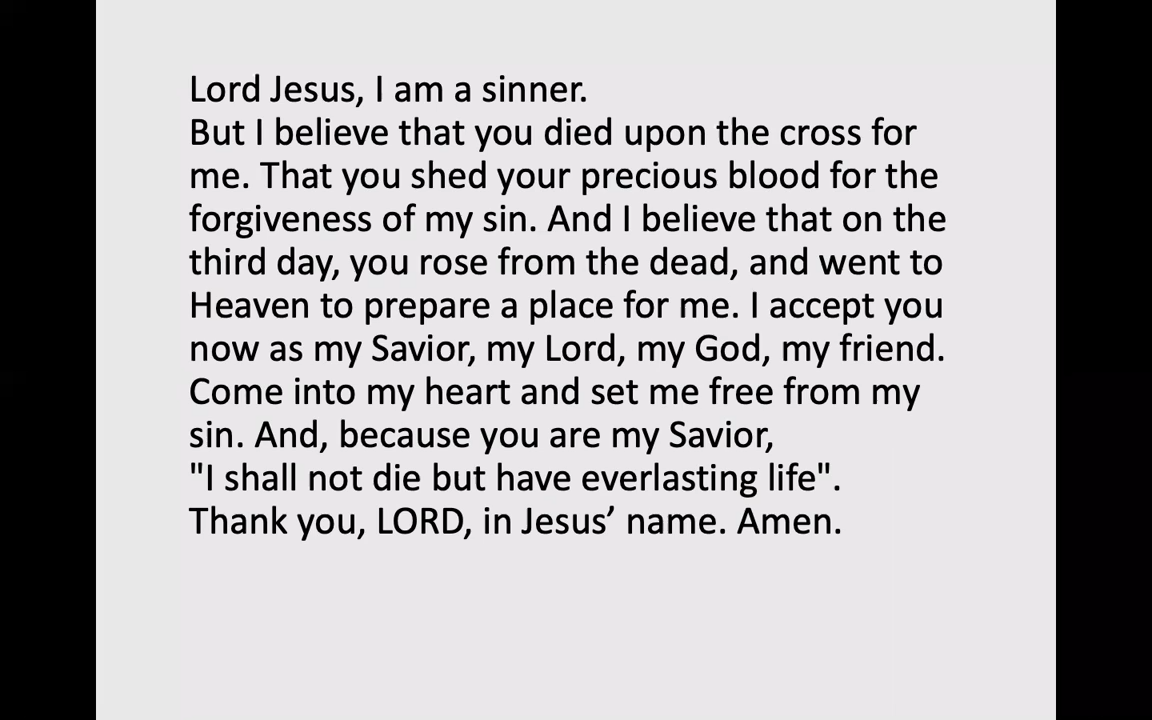 Lord Jesus, I am a sinner.
But I believe that you died upon the cross for
me. That you shed your precious blood for the
forgiveness of my sin. And I believe that on the
third day, you rose from the dead, and went to
Heaven to prepare a place for me. I accept you
now as my Savior, my Lord, my God, my friend.
Come into my heart and set me free from my
sin. And, because you are my Savior,
"I shall not die but have everlasting life".
Thank you, LORD, in Jesus’ name. Amen.